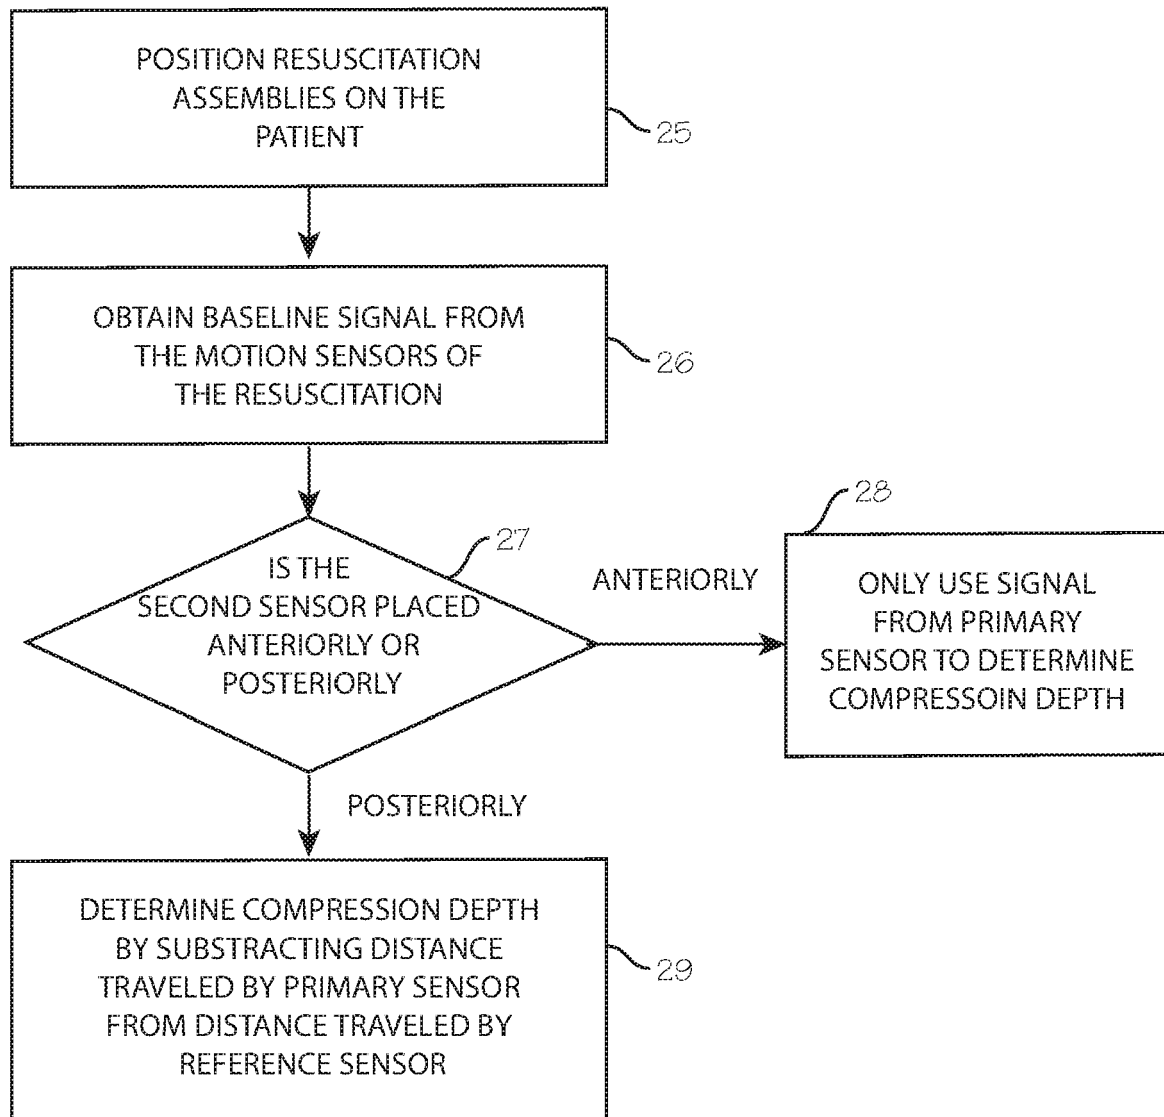 POSITION RESUSCITATION
ASSEMBLIES ON THE
PATIENT
25
OBTAIN BASELINE SIGNAL FROM
THE MOTION SENSORS OF
THE RESUSCITATION
26
IS THE
SECOND SENSOR PLACED
ANTERIORLY OR
POSTERIORLY
27
ANTERIORLY
28
ONLY USE SIGNAL
FROM PRIMARY
SENSOR TO DETERMINE
COMPRESSOIN DEPTH
POSTERIORLY
DETERMINE COMPRESSION DEPTH
BY SUBSTRACTING DISTANCE
TRAVELED BY PRIMARY SENSOR
FROM DISTANCE TRAVELED BY
REFERENCE SENSOR
29